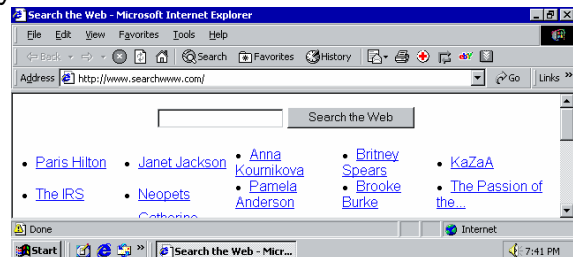 y
Search the Web - Microsoft Internet Explorer
File Edit View Favorites Tools Help
Back Search Favorites History
Address http://www.searchwww.com/ Go Links »
Search the Web
• Paris Hilton • Janet Jackson • Anna Kournikova • Britney Spears • KaZaA
• The IRS • Neopets • Pamela Anderson • Brooke Burke • The Passion of the...
Catherine
Done Internet
Start » Search the Web - Micr... 7:41 PM